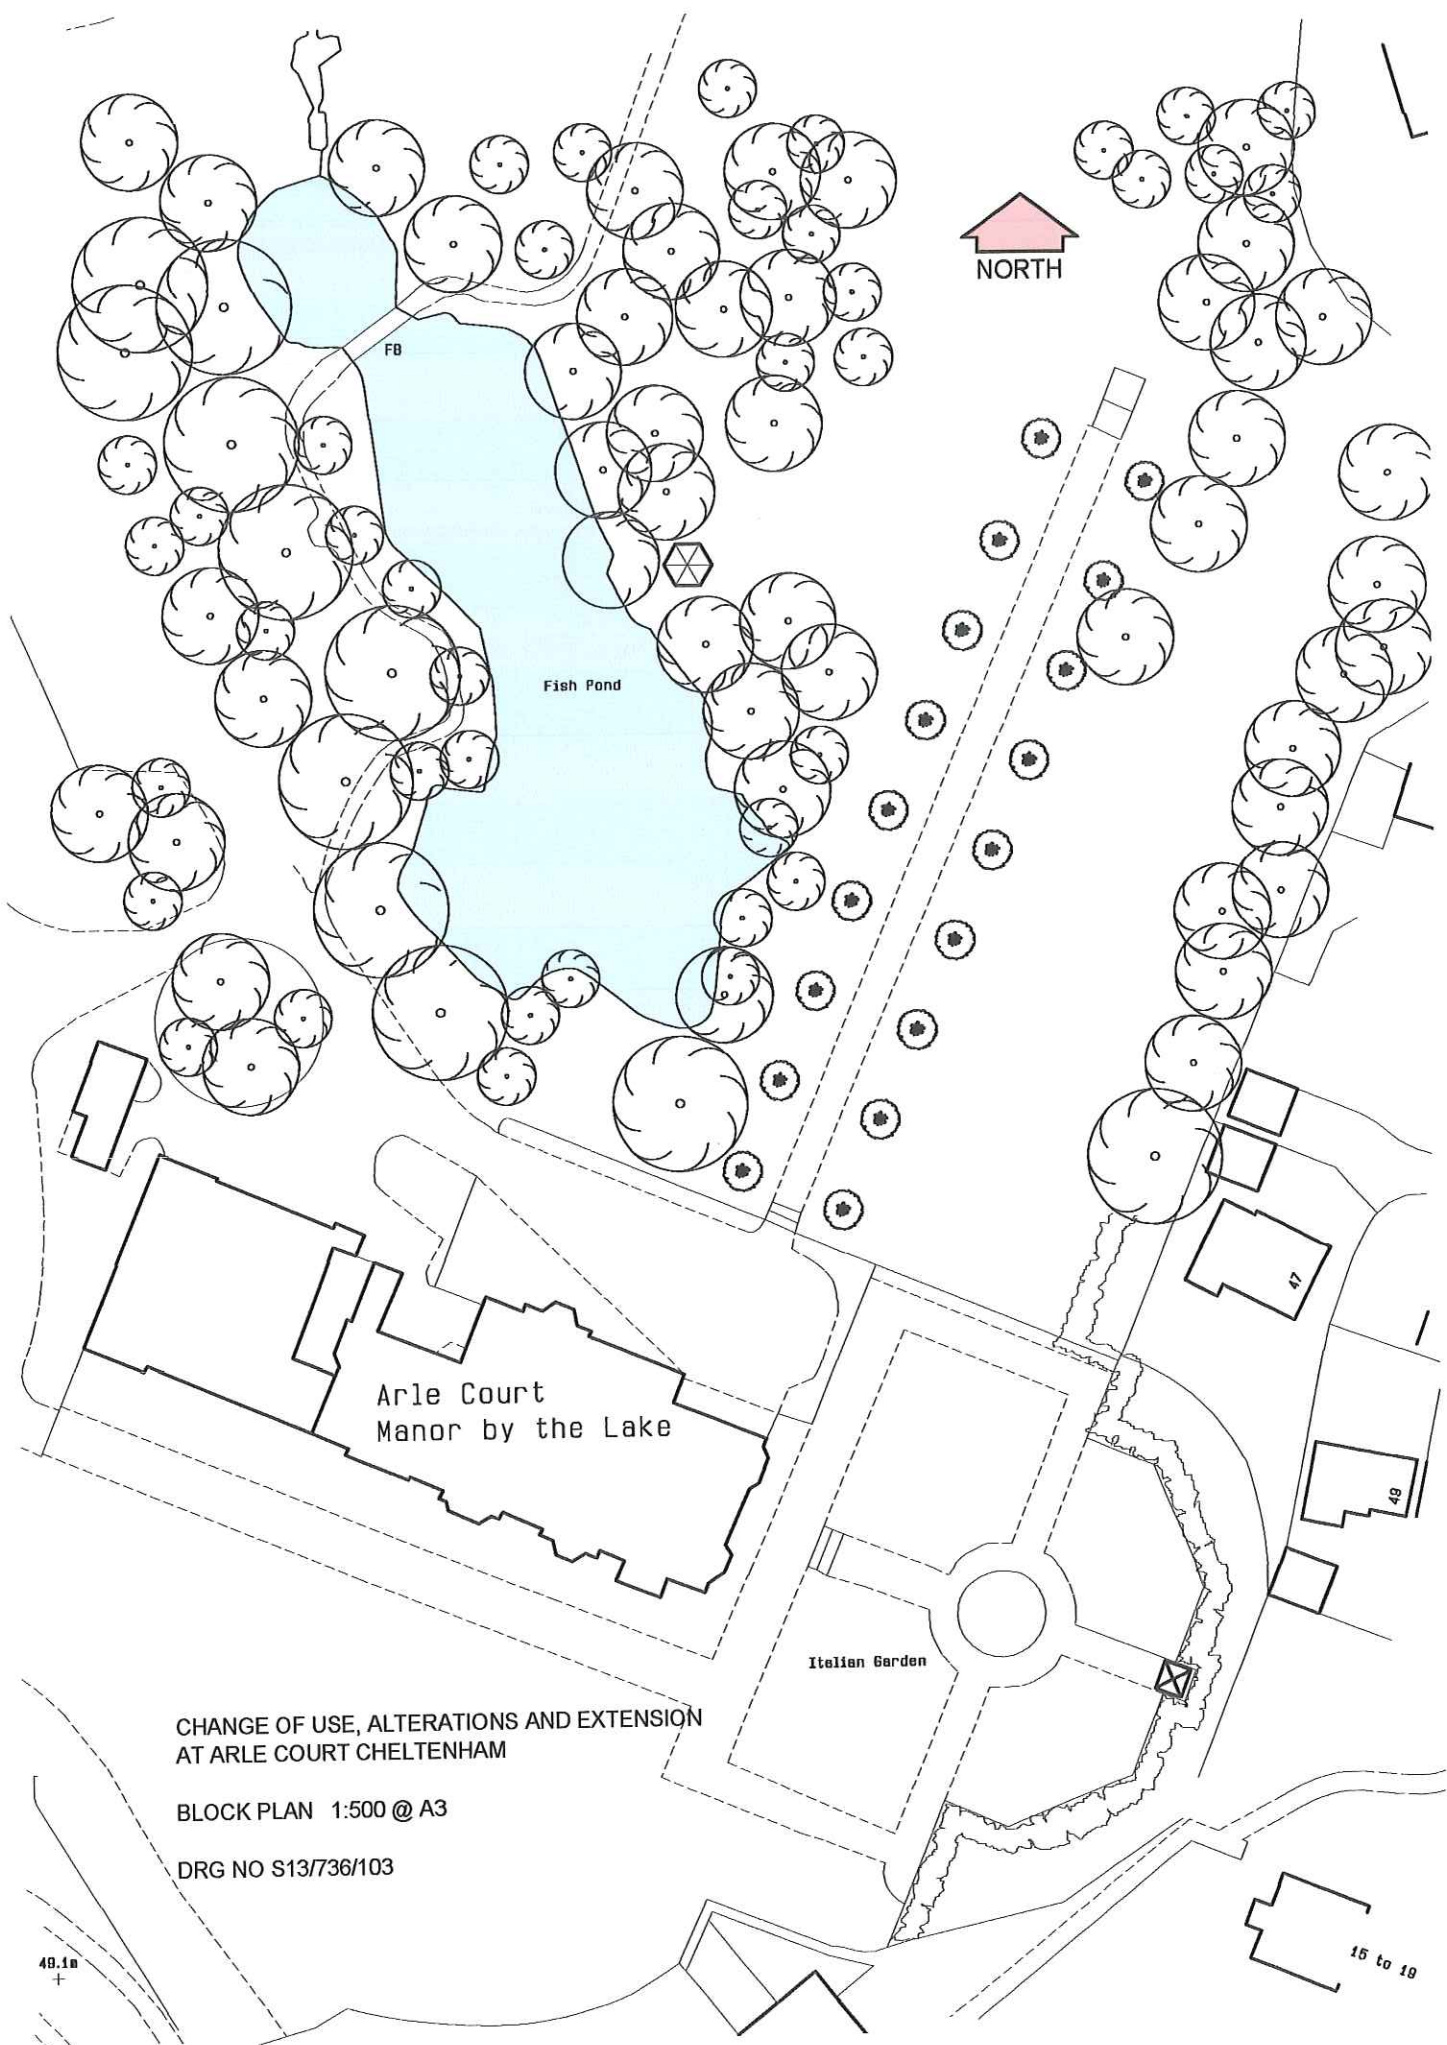 NORTH
FB
Fish Pond
47
Arle Court
Manor by the Lake
49
Italian Garden
CHANGE OF USE, ALTERATIONS AND EXTENSION
AT ARLE COURT CHELTENHAM
BLOCK PLAN 1:500 @ A3
DRG NO S13/736/103
49.1m
15 to 19